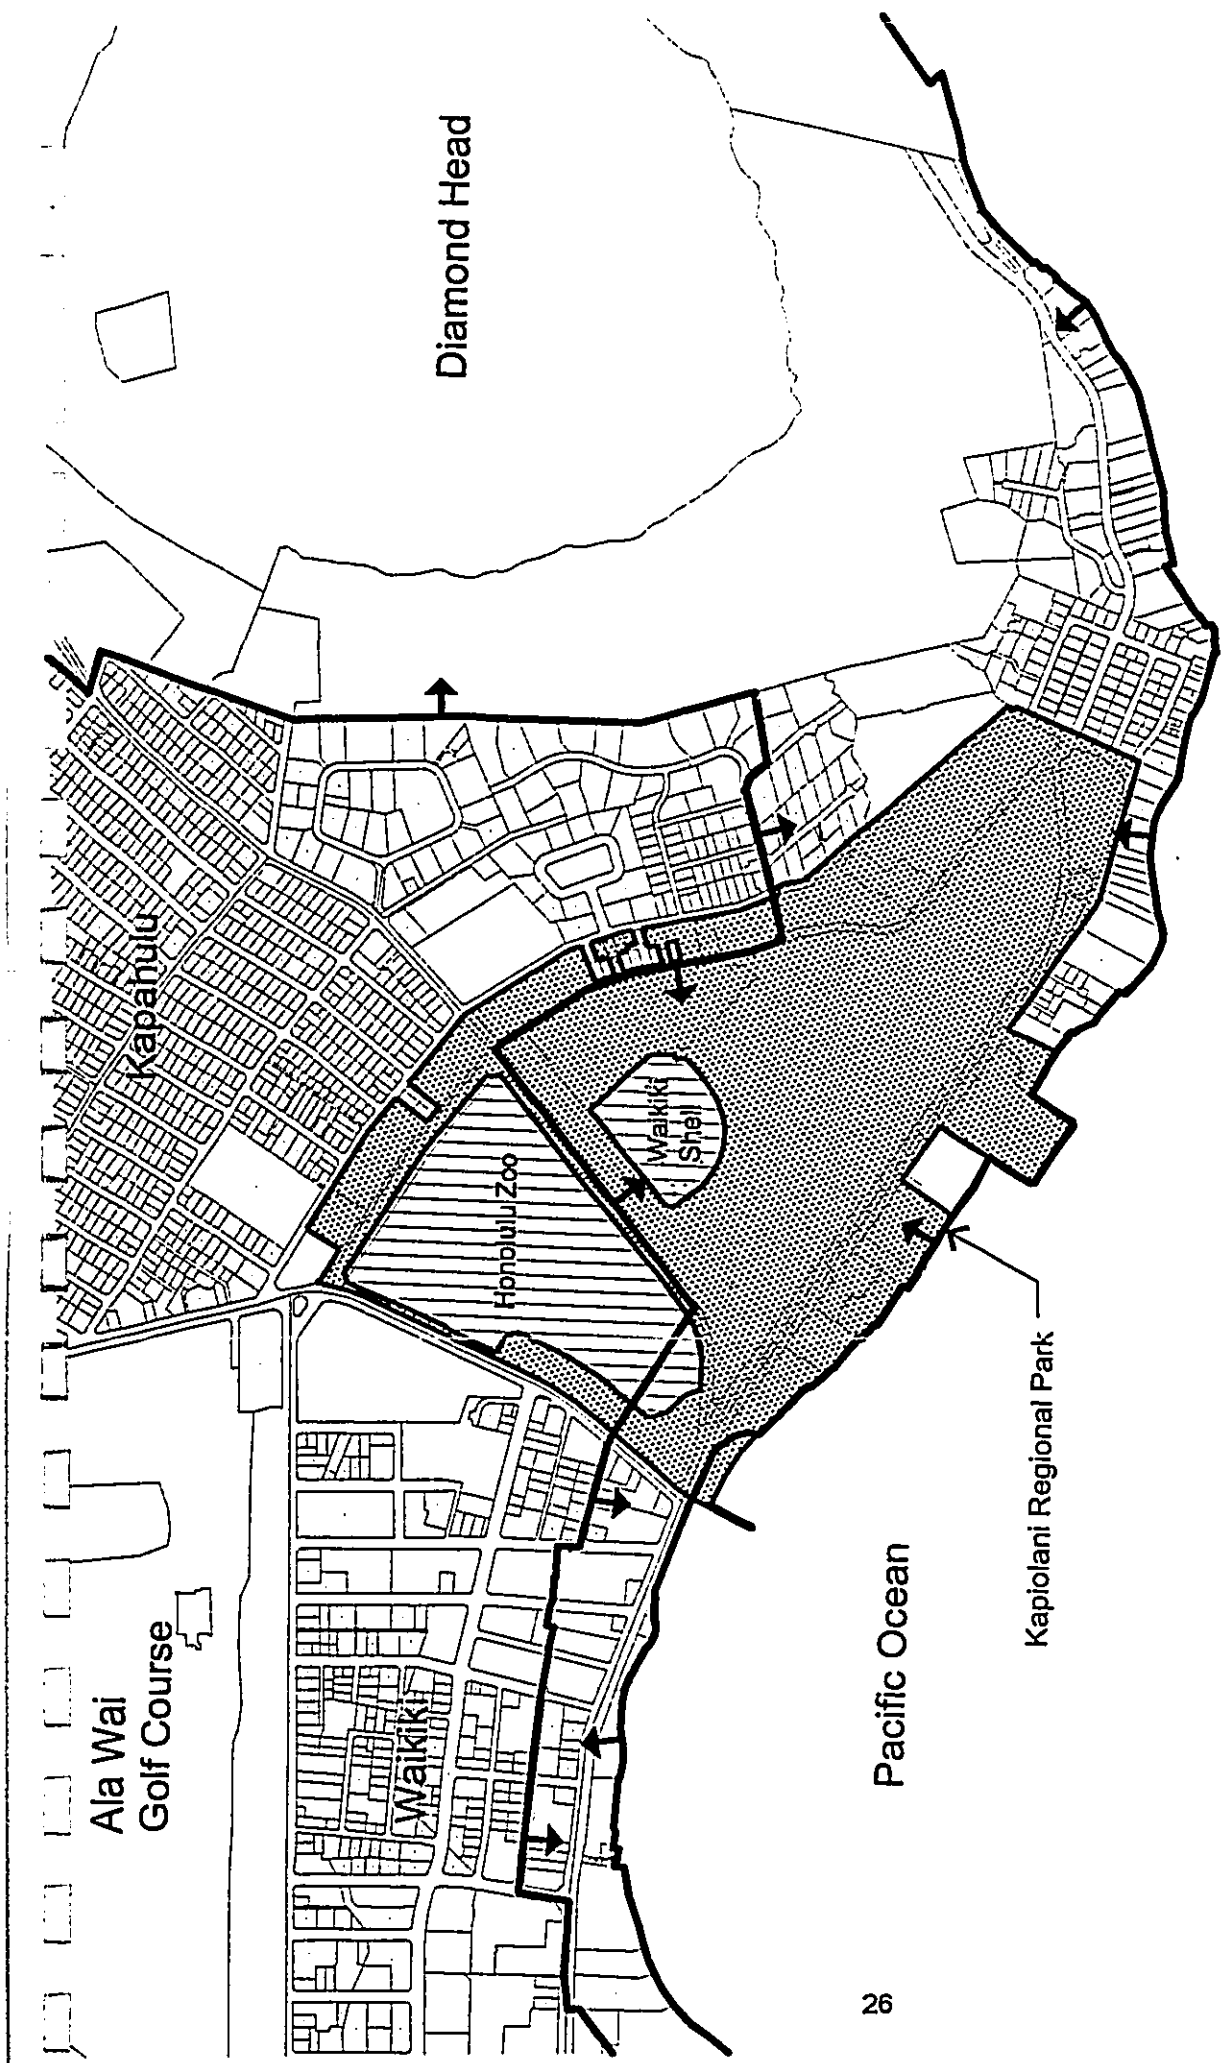 Ala Wai
Golf Course
Kapahulu
Diamond Head
Waikiki
Honolulu Zoo
Waikiki
Shell
Pacific Ocean
Kapiolani Regional Park
26